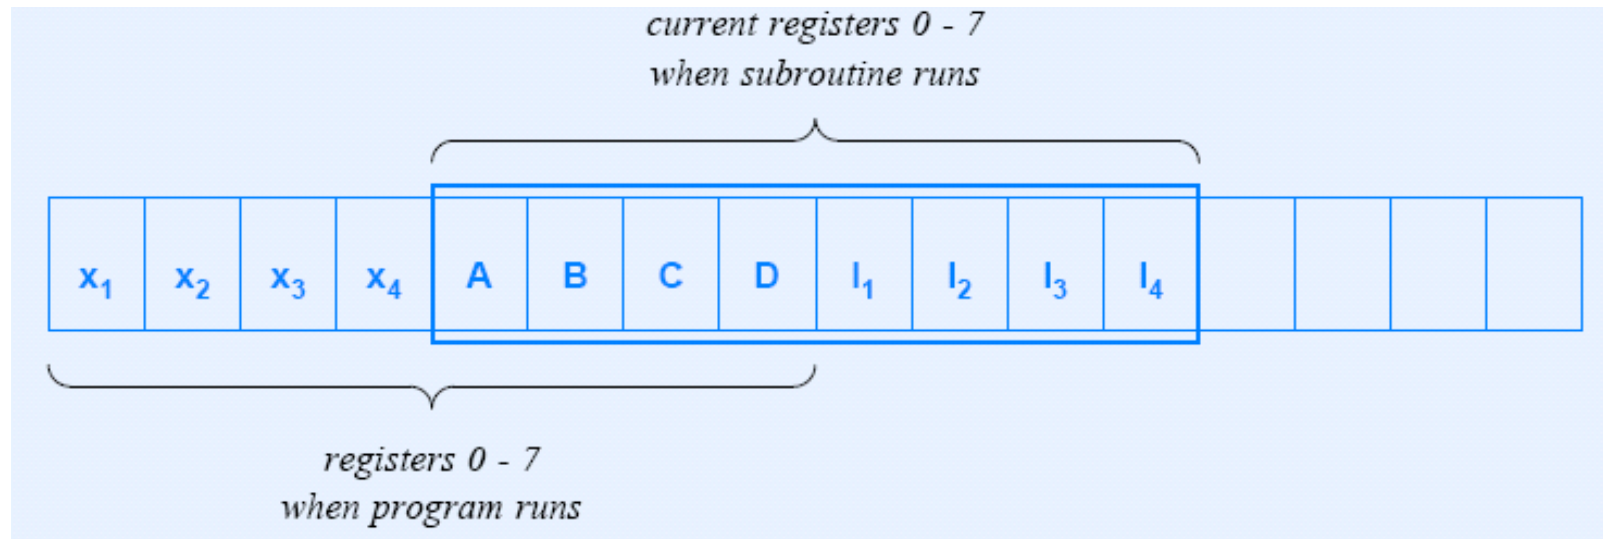 current registers 0 - 7
when subroutine runs
x1 x2 x3 x4 A B C D l1 l2 l3 l4
registers 0 - 7
when program runs